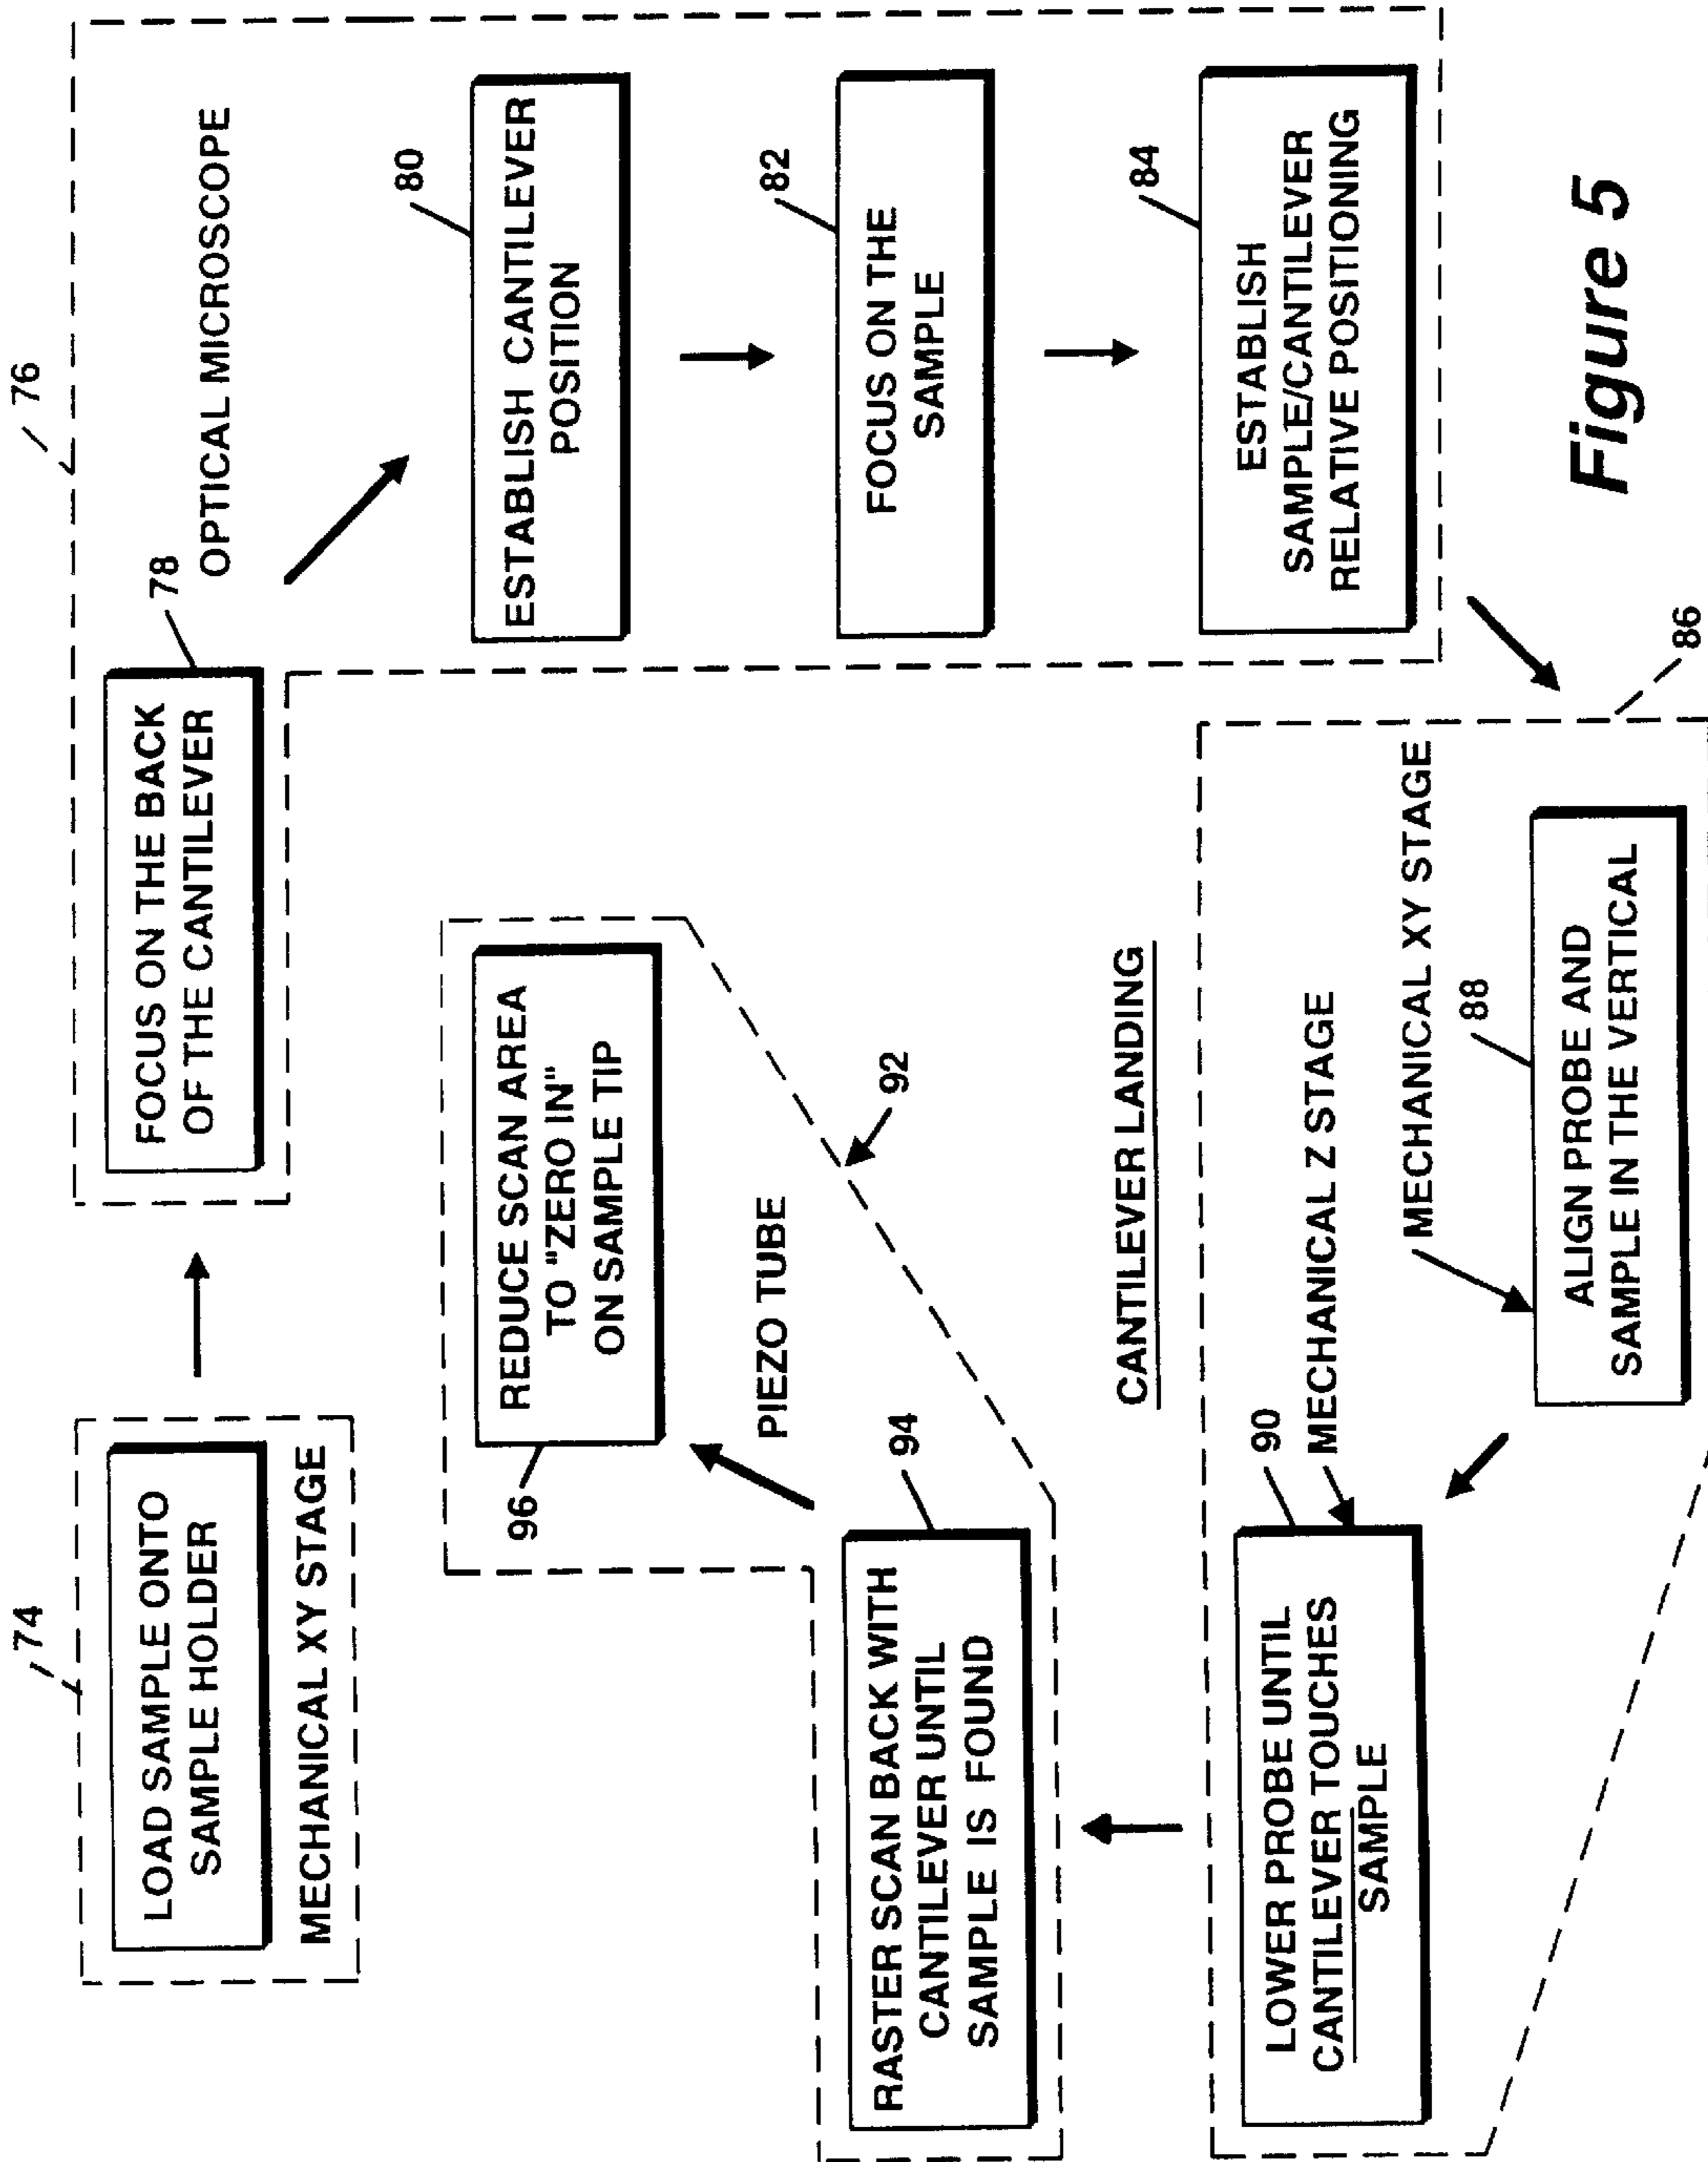 74
LOAD SAMPLE ONTO
SAMPLE HOLDER
MECHANICAL XY STAGE
76
FOCUS ON THE BACK
OF THE CANTILEVER
78
OPTICAL MICROSCOPE
80
ESTABLISH CANTILEVER
POSITION
82
FOCUS ON THE
SAMPLE
84
ESTABLISH
SAMPLE/CANTILEVER
RELATIVE POSITIONING
86
MECHANICAL XY STAGE
88
ALIGN PROBE AND
SAMPLE IN THE VERTICAL
90
MECHANICAL Z STAGE
LOWER PROBE UNTIL
CANTILEVER TOUCHES
SAMPLE
CANTILEVER LANDING
92
94
RASTER SCAN BACK WITH
CANTILEVER UNTIL
SAMPLE IS FOUND
PIEZO TUBE
96
REDUCE SCAN AREA
TO "ZERO IN"
ON SAMPLE TIP
Figure 5